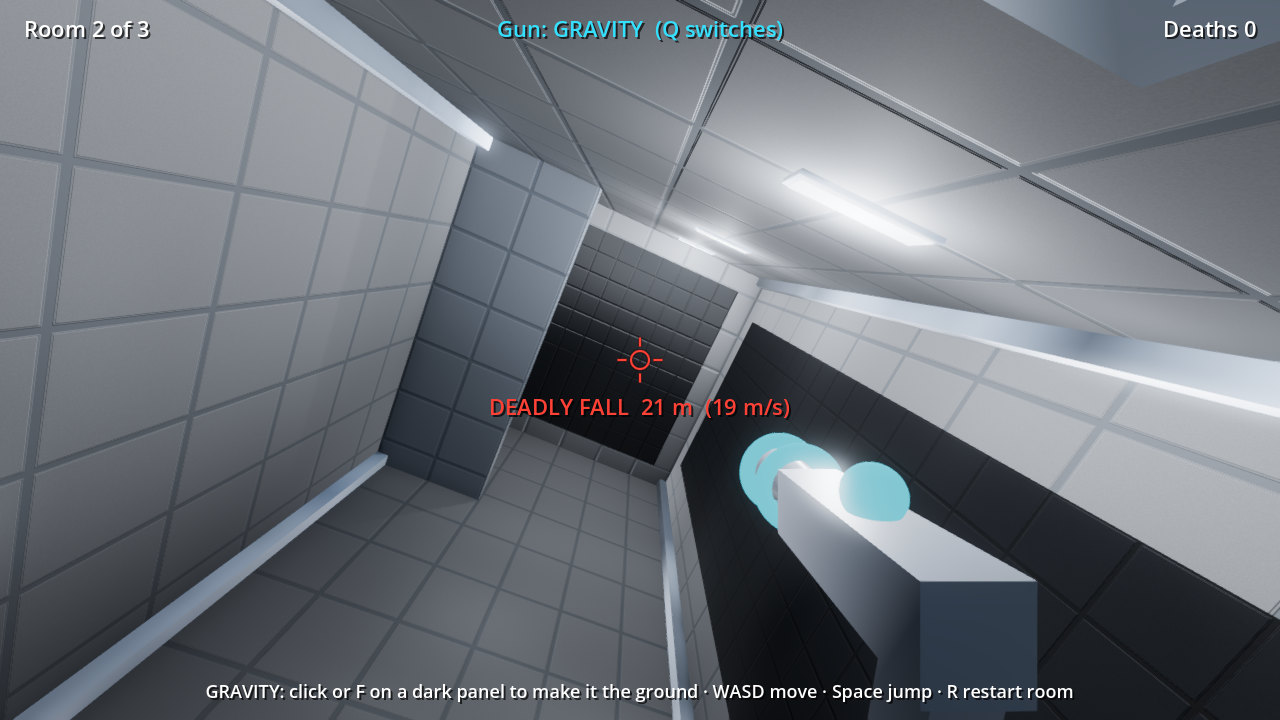 Room 2 of 3
Gun: GRAVITY (Q switches)
Deaths 0
DEADLY FALL 21 m (19 m/s)
GRAVITY: click or F on a dark panel to make it the ground · WASD move · Space jump · R restart room